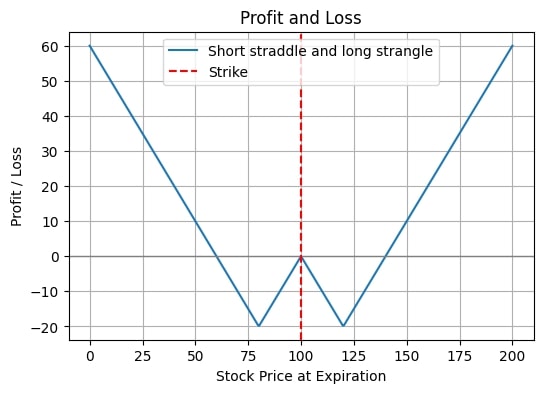 Profit and Loss
Short straddle and long strangle
Strike
Profit / Loss
60
50
40
30
20
10
0
−10
−20
0 25 50 75 100 125 150 175 200
Stock Price at Expiration